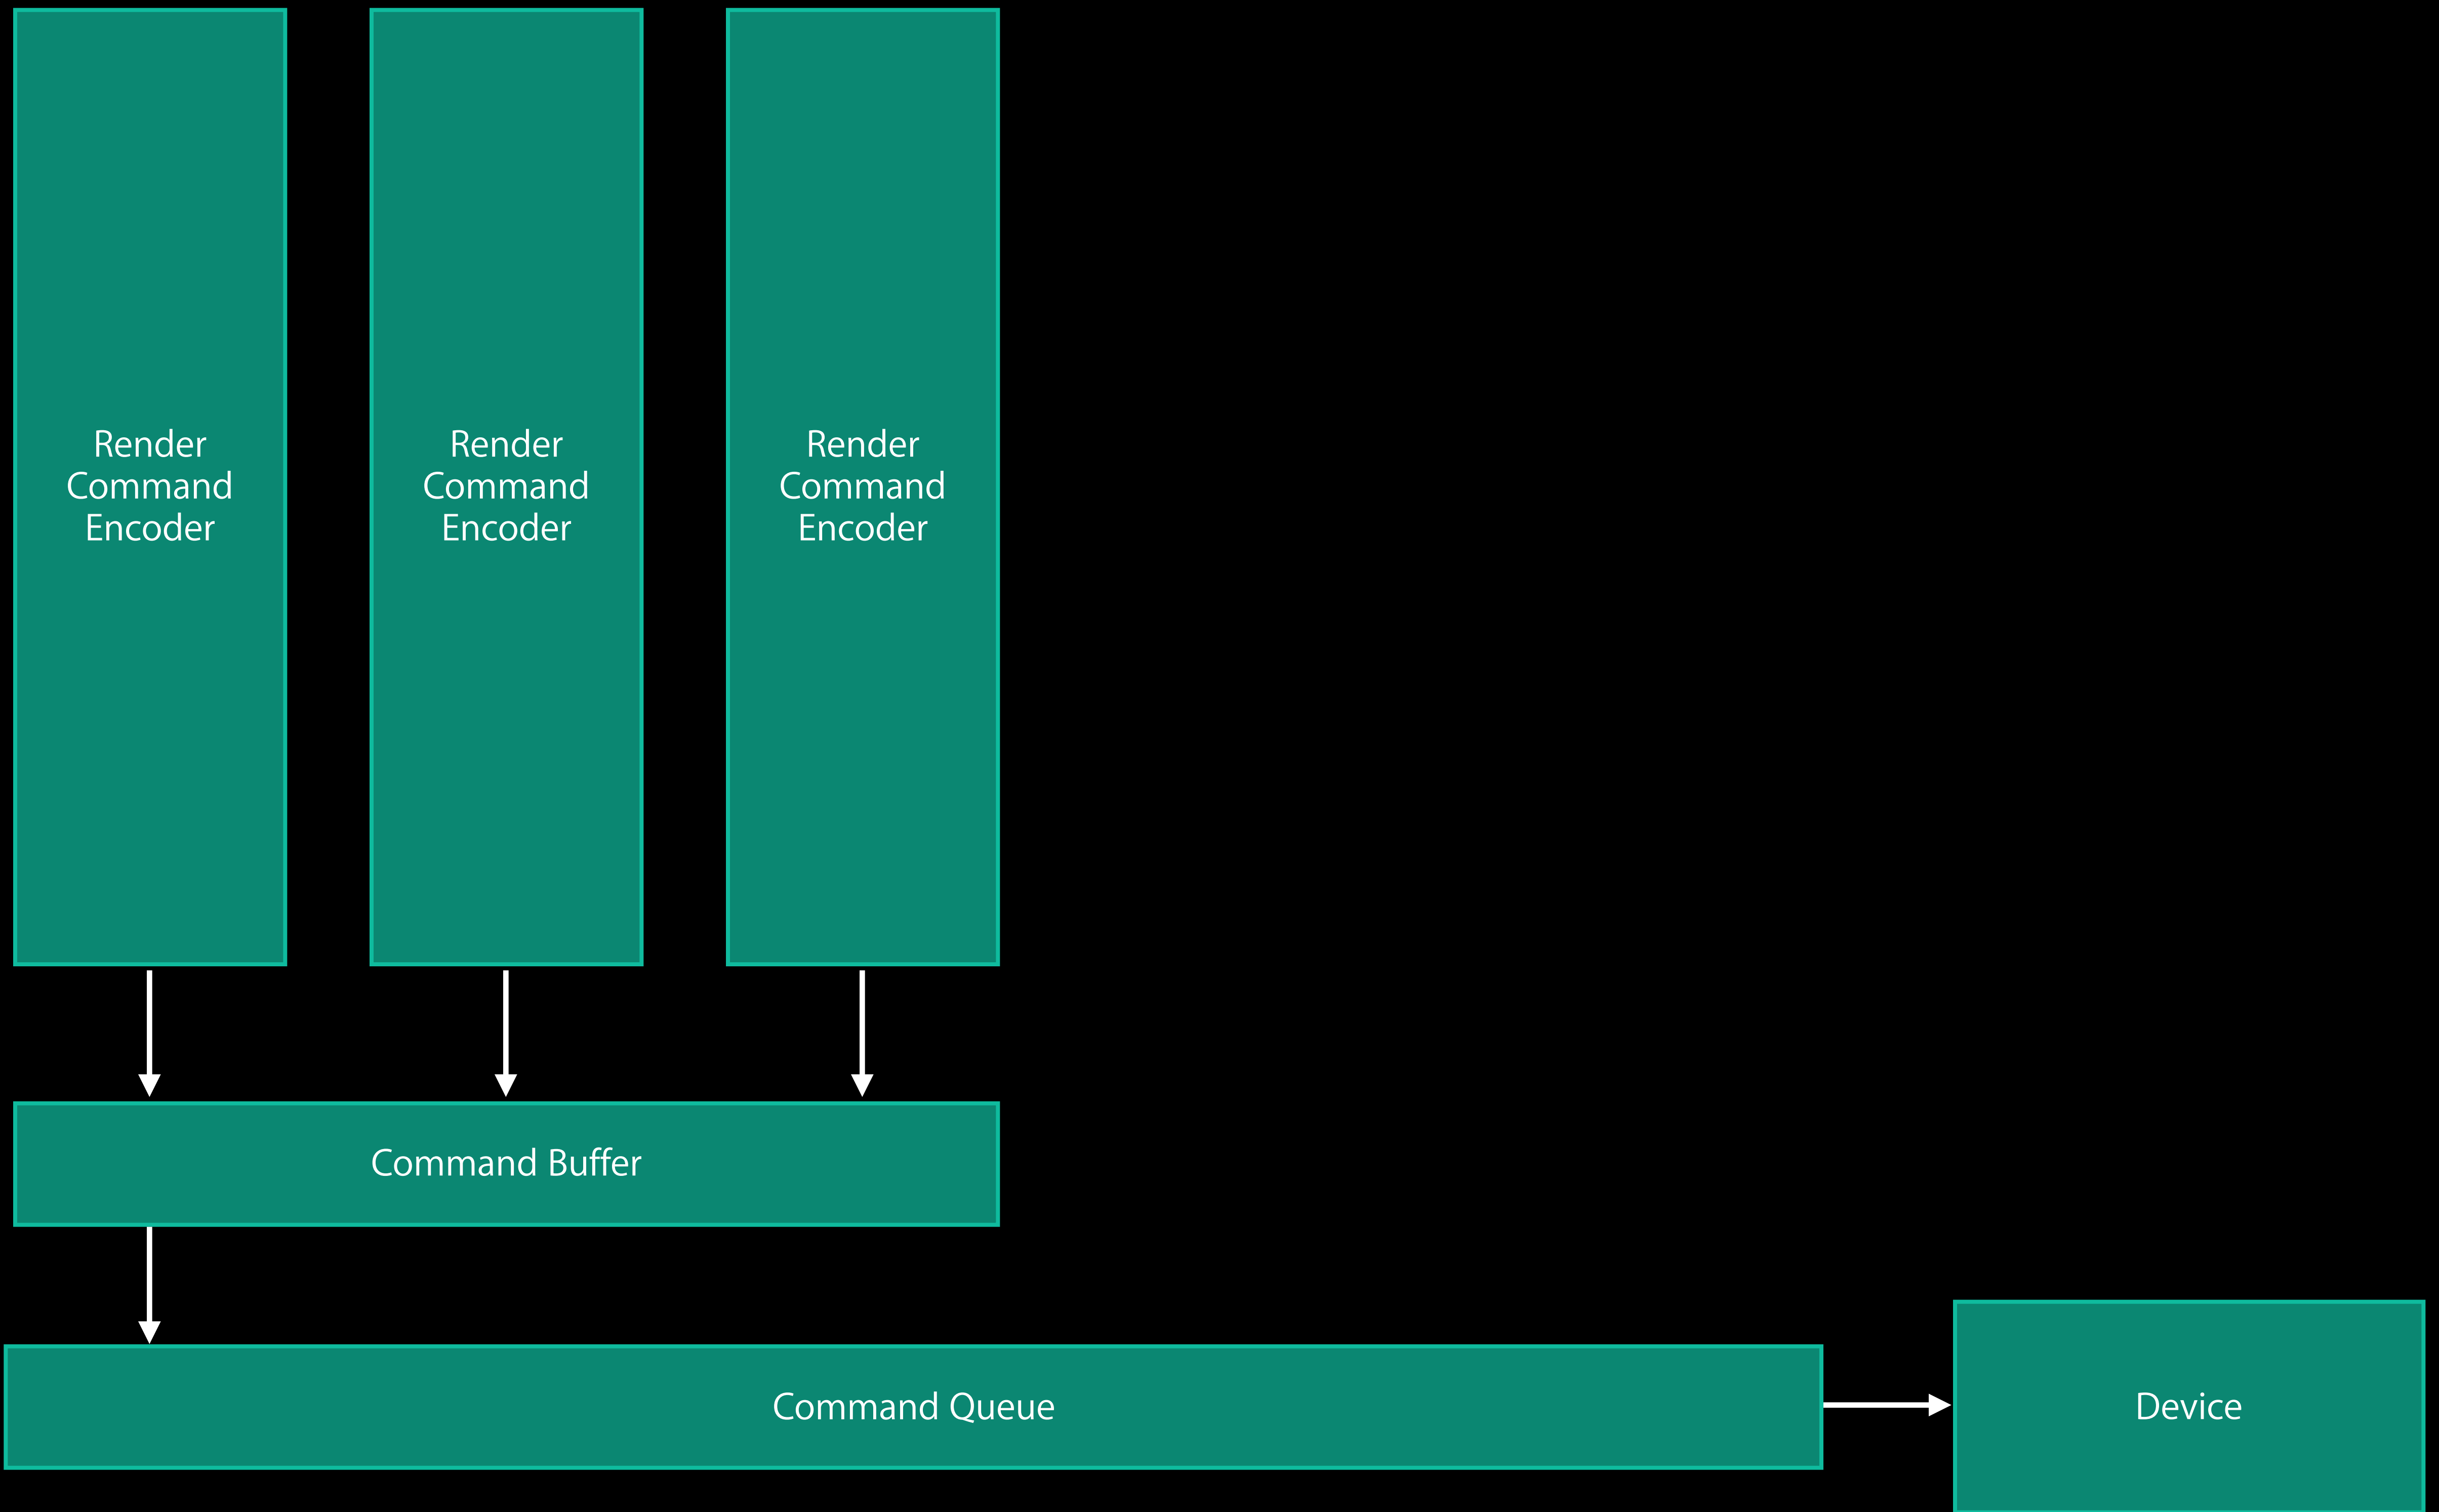 Render
Command
Encoder
Render
Command
Encoder
Render
Command
Encoder
Command Buffer
Command Queue
Device